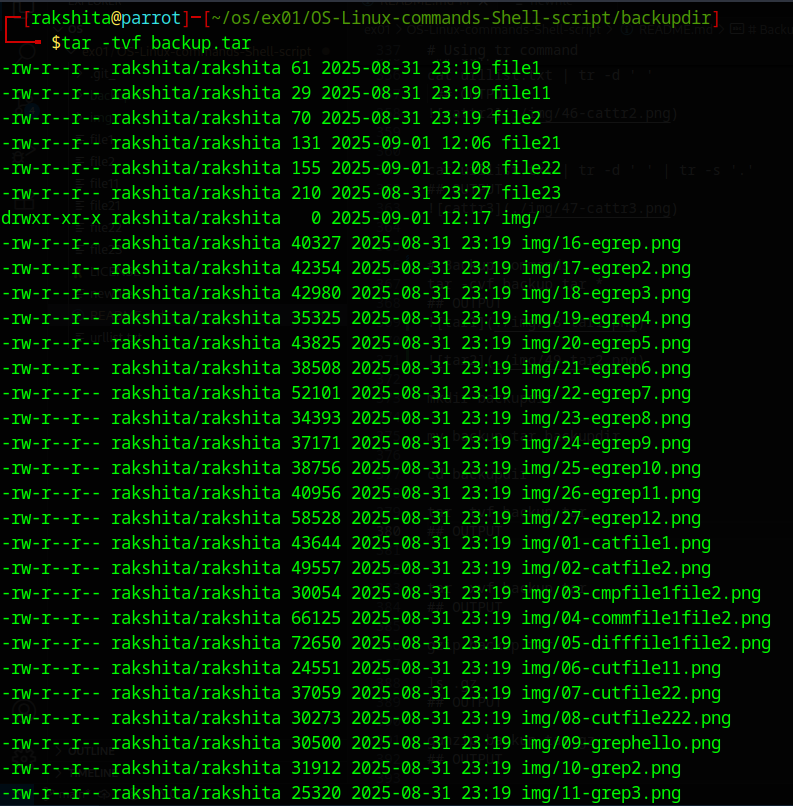 ┌─[rakshita@parrot]─[~/os/ex01/OS-Linux-commands-Shell-script/backupdir]
└──╼ $tar -tvf backup.tar
-rw-r--r-- rakshita/rakshita 61 2025-08-31 23:19 file1
-rw-r--r-- rakshita/rakshita 29 2025-08-31 23:19 file11
-rw-r--r-- rakshita/rakshita 70 2025-08-31 23:19 file2
-rw-r--r-- rakshita/rakshita 131 2025-09-01 12:06 file21
-rw-r--r-- rakshita/rakshita 155 2025-09-01 12:08 file22
-rw-r--r-- rakshita/rakshita 210 2025-08-31 23:27 file23
drwxr-xr-x rakshita/rakshita   0 2025-09-01 12:17 img/
-rw-r--r-- rakshita/rakshita 40327 2025-08-31 23:19 img/16-egrep.png
-rw-r--r-- rakshita/rakshita 42354 2025-08-31 23:19 img/17-egrep2.png
-rw-r--r-- rakshita/rakshita 42980 2025-08-31 23:19 img/18-egrep3.png
-rw-r--r-- rakshita/rakshita 35325 2025-08-31 23:19 img/19-egrep4.png
-rw-r--r-- rakshita/rakshita 43825 2025-08-31 23:19 img/20-egrep5.png
-rw-r--r-- rakshita/rakshita 38508 2025-08-31 23:19 img/21-egrep6.png
-rw-r--r-- rakshita/rakshita 52101 2025-08-31 23:19 img/22-egrep7.png
-rw-r--r-- rakshita/rakshita 34393 2025-08-31 23:19 img/23-egrep8.png
-rw-r--r-- rakshita/rakshita 37171 2025-08-31 23:19 img/24-egrep9.png
-rw-r--r-- rakshita/rakshita 38756 2025-08-31 23:19 img/25-egrep10.png
-rw-r--r-- rakshita/rakshita 40956 2025-08-31 23:19 img/26-egrep11.png
-rw-r--r-- rakshita/rakshita 58528 2025-08-31 23:19 img/27-egrep12.png
-rw-r--r-- rakshita/rakshita 43644 2025-08-31 23:19 img/01-catfile1.png
-rw-r--r-- rakshita/rakshita 49557 2025-08-31 23:19 img/02-catfile2.png
-rw-r--r-- rakshita/rakshita 30054 2025-08-31 23:19 img/03-cmpfile1file2.png
-rw-r--r-- rakshita/rakshita 66125 2025-08-31 23:19 img/04-commfile1file2.png
-rw-r--r-- rakshita/rakshita 72650 2025-08-31 23:19 img/05-difffile1file2.png
-rw-r--r-- rakshita/rakshita 24551 2025-08-31 23:19 img/06-cutfile11.png
-rw-r--r-- rakshita/rakshita 37059 2025-08-31 23:19 img/07-cutfile22.png
-rw-r--r-- rakshita/rakshita 30273 2025-08-31 23:19 img/08-cutfile222.png
-rw-r--r-- rakshita/rakshita 30500 2025-08-31 23:19 img/09-grephello.png
-rw-r--r-- rakshita/rakshita 31912 2025-08-31 23:19 img/10-grep2.png
-rw-r--r-- rakshita/rakshita 25320 2025-08-31 23:19 img/11-grep3.png